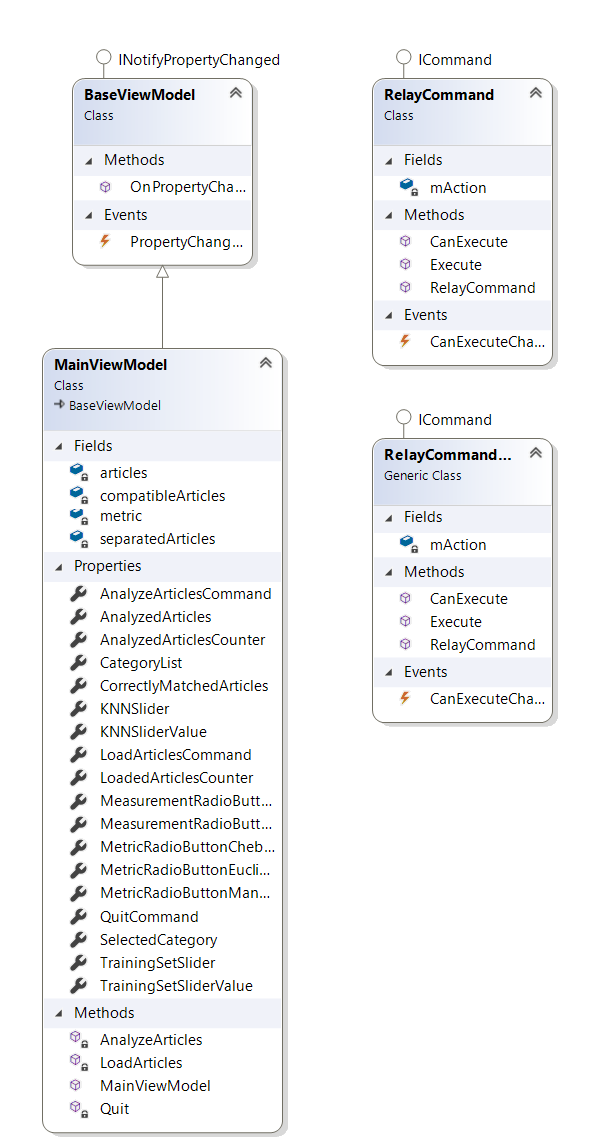 INotifyPropertyChanged
BaseViewModel
Class
Methods
OnPropertyCha...
Events
PropertyChang...
MainViewModel
Class
BaseViewModel
Fields
articles
compatibleArticles
metric
separatedArticles
Properties
AnalyzeArticlesCommand
AnalyzedArticles
AnalyzedArticlesCounter
CategoryList
CorrectlyMatchedArticles
KNNSlider
KNNSliderValue
LoadArticlesCommand
LoadedArticlesCounter
MeasurementRadioButt...
MeasurementRadioButt...
MetricRadioButtonCheb...
MetricRadioButtonEucli...
MetricRadioButtonMan...
QuitCommand
SelectedCategory
TrainingSetSlider
TrainingSetSliderValue
Methods
AnalyzeArticles
LoadArticles
MainViewModel
Quit
ICommand
RelayCommand
Class
Fields
mAction
Methods
CanExecute
Execute
RelayCommand
Events
CanExecuteCha...
ICommand
RelayCommand...
Generic Class
Fields
mAction
Methods
CanExecute
Execute
RelayCommand
Events
CanExecuteCha...